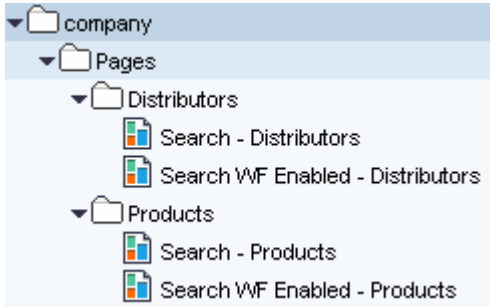 company
Pages
Distributors
Search - Distributors
Search WF Enabled - Distributors
Products
Search - Products
Search WF Enabled - Products